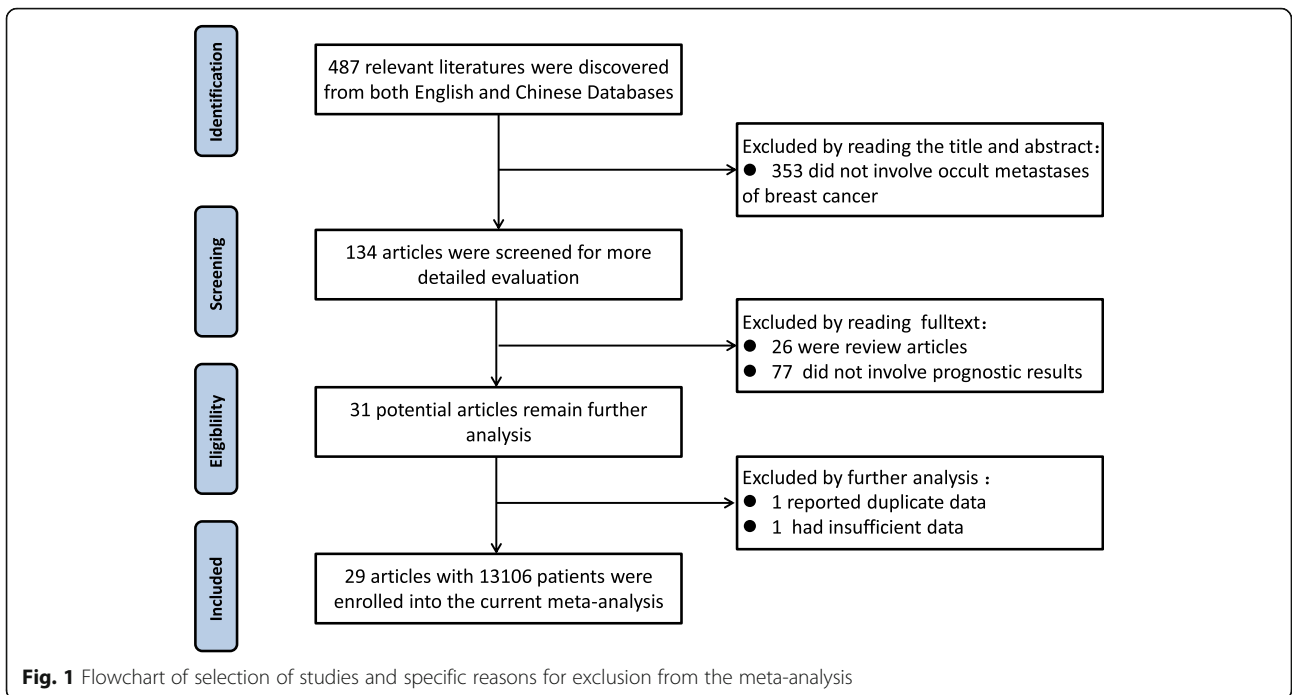 Identification
487 relevant literatures were discovered
from both English and Chinese Databases
Excluded by reading the title and abstract：
● 353 did not involve occult metastases
of breast cancer
Screening
134 articles were screened for more
detailed evaluation
Excluded by reading fulltext：
● 26 were review articles
● 77 did not involve prognostic results
Eligiblility
31 potential articles remain further
analysis
Excluded by further analysis：
● 1 reported duplicate data
● 1 had insufficient data
Included
29 articles with 13106 patients were
enrolled into the current meta-analysis
Fig. 1 Flowchart of selection of studies and specific reasons for exclusion from the meta-analysis